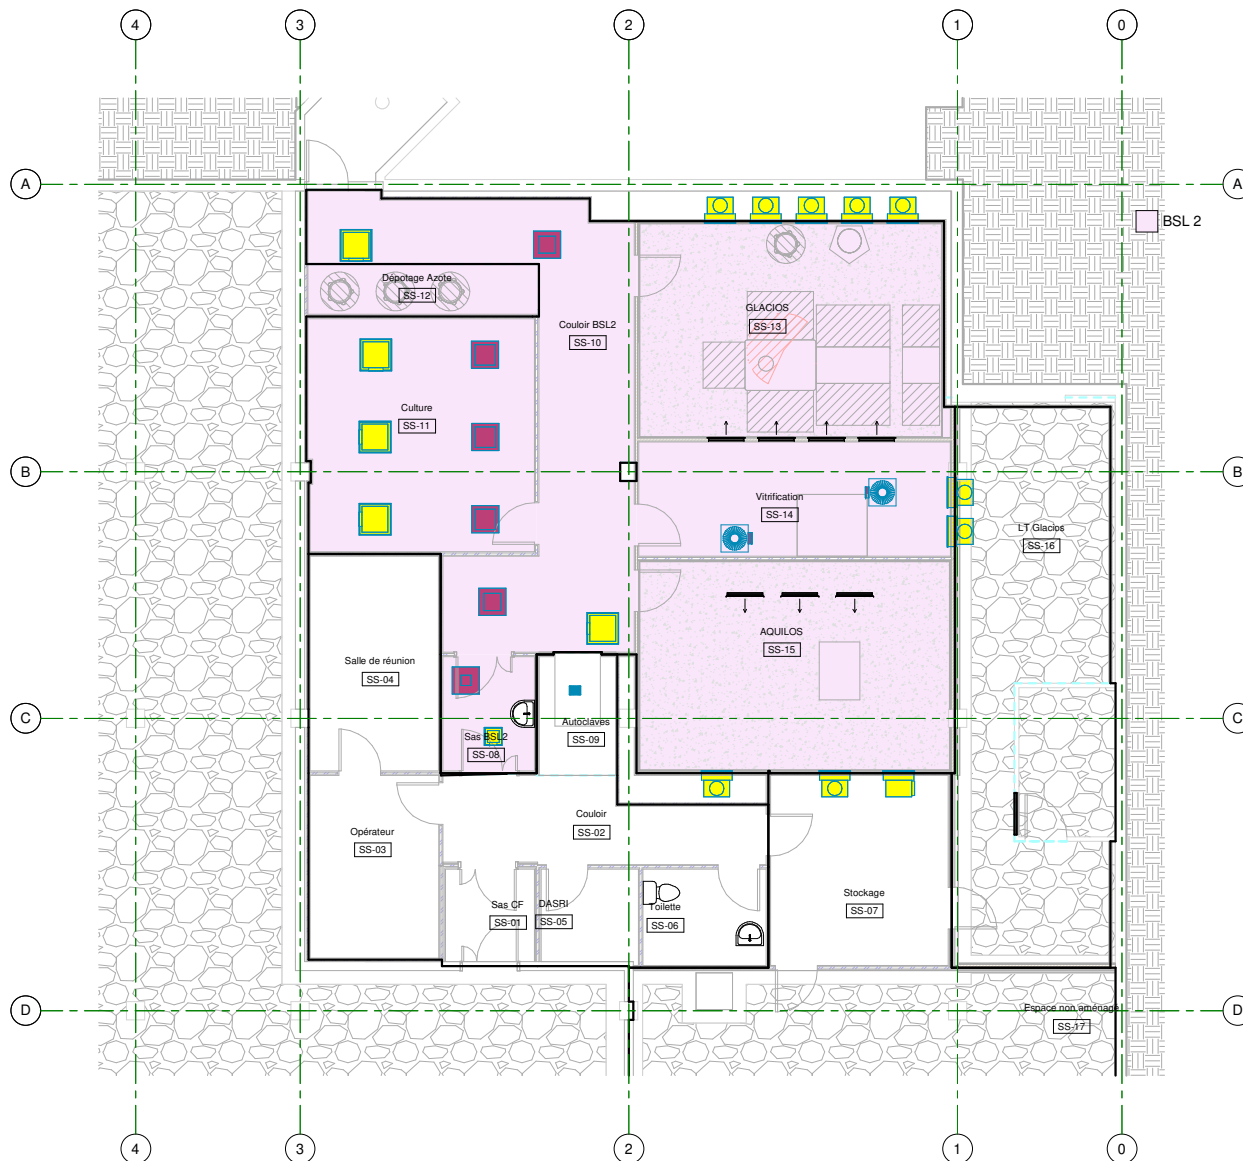 4 3 2 1 0
A A
BSL 2
Dépotage Azote
SS-12
GLACIOS
SS-13
Couloir BSL2
SS-10
Culture
SS-11
B B
Vitrification
SS-14
LT Glacios
SS-16
AQUILOS
SS-15
Salle de réunion
SS-04
C C
Autoclaves
SS-09
Sas BSL2
SS-08
Couloir
SS-02
Opérateur
SS-03
Stockage
SS-07
Sas CF
SS-01
DASRI
SS-05
Toilette
SS-06
D D
Espace non aménagé
SS-17
4 3 2 1 0